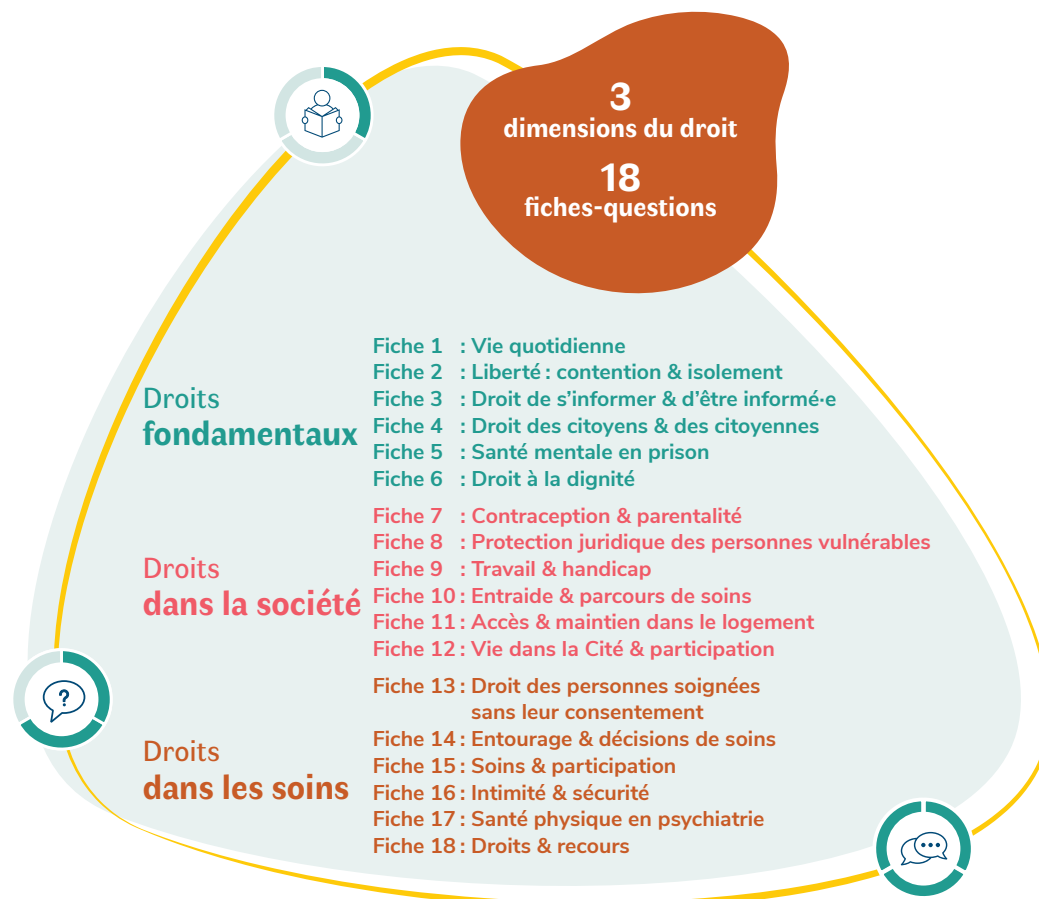 3
dimensions du droit
18
fiches-questions
Droits
fondamentaux
Fiche 1 : Vie quotidienne
Fiche 2 : Liberté : contention & isolement
Fiche 3 : Droit de s'informer & d'être informé·e
Fiche 4 : Droit des citoyens & des citoyennes
Fiche 5 : Santé mentale en prison
Fiche 6 : Droit à la dignité
Droits
dans la société
Fiche 7 : Contraception & parentalité
Fiche 8 : Protection juridique des personnes vulnérables
Fiche 9 : Travail & handicap
Fiche 10 : Entraide & parcours de soins
Fiche 11 : Accès & maintien dans le logement
Fiche 12 : Vie dans la Cité & participation
Droits
dans les soins
Fiche 13 : Droit des personnes soignées
sans leur consentement
Fiche 14 : Entourage & décisions de soins
Fiche 15 : Soins & participation
Fiche 16 : Intimité & sécurité
Fiche 17 : Santé physique en psychiatrie
Fiche 18 : Droits & recours
?